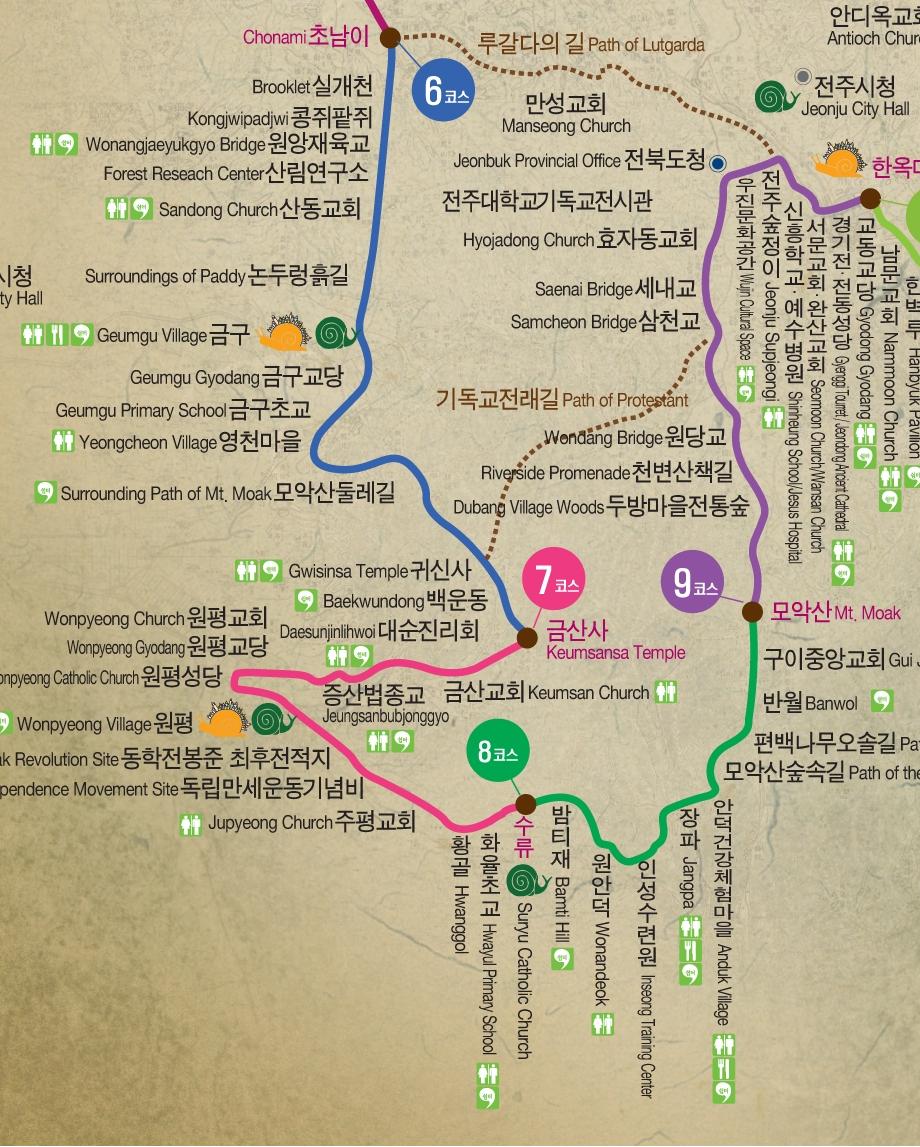 안디옥교회
Antioch Churc
Chonami 초남이
루갈다의 길 Path of Lutgarda
6코스
전주시청
Jeonju City Hall
Brooklet 실개천
Kongjwipadjwi 콩쥐팥쥐
만성교회
Manseong Church
Wonangjaeyukgyo Bridge 원앙재육교
Jeonbuk Provincial Office 전북도청
Forest Reseach Center 산림연구소
Sandong Church 산동교회
전주대학교기독교전시관
Hyojadong Church 효자동교회
시청
ty Hall
Surroundings of Paddy 논두렁흙길
Saenai Bridge 세내교
Samcheon Bridge 삼천교
Geumgu Village 금구
Geumgu Gyodang 금구교당
Geumgu Primary School 금구초교
기독교전래길 Path of Protestant
Yeongcheon Village 영천마을
Wondang Bridge 원당교
Riverside Promenade 천변산책길
Surrounding Path of Mt. Moak 모악산둘레길
Dubang Village Woods 두방마을전통숲
우진문화공간 Wujin Cultural Space
전주숲정이 Jeonju Supjeongi
신흥학교·예수병원 Shinheung School/Jesus Hospital
서문교회·완산교회 Seomoon Church/Wansan Church
경기전·전동성당 Gyenggi Tourret / Jeondong Ancient Cathedral
교동교당 Gyodong Gyodang
남문교회 Nammoon Church
한벽루 Hanbyuk Pavilion
Gwisinsa Temple 귀신사
7코스
9코스
Baekwundong 백운동
Daesunjinlihwoi 대순진리회
금산사
Keumsansa Temple
모악산 Mt. Moak
Wonpyeong Church 원평교회
Wonpyeong Gyodang 원평교당
onpyeong Catholic Church 원평성당
구이중앙교회 Gui J
증산법종교
Jeungsanbubjonggyo
금산교회 Keumsan Church
반월 Banwol
Wonpyeong Village 원평
8코스
편백나무오솔길 Pat
ak Revolution Site 동학전봉준 최후전적지
모악산숲속길 Path of the
pendence Movement Site 독립만세운동기념비
Jupyeong Church 주평교회
황골 Hwanggol
화율초교 Hwayul Primary School
수류
Suryu Catholic Church
밤티재 Bamti Hill
원안덕 Wonandeok
인성수련원 Inseong Training Center
장파 Jangpa
안덕건강체험마을 Anduk Village